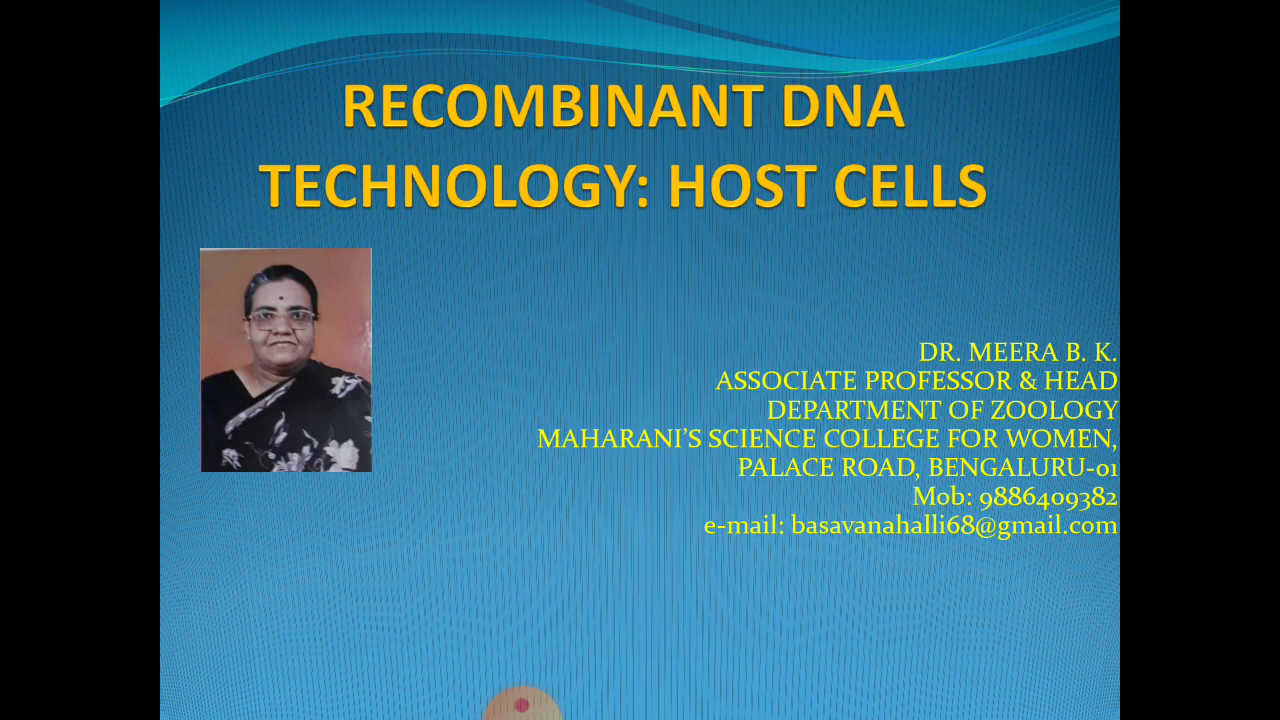 RECOMBINANT DNA
TECHNOLOGY: HOST CELLS
DR. MEERA B. K.
ASSOCIATE PROFESSOR & HEAD
DEPARTMENT OF ZOOLOGY
MAHARANI’S SCIENCE COLLEGE FOR WOMEN,
PALACE ROAD, BENGALURU-01
Mob: 9886409382
e-mail: basavanahalli68@gmail.com